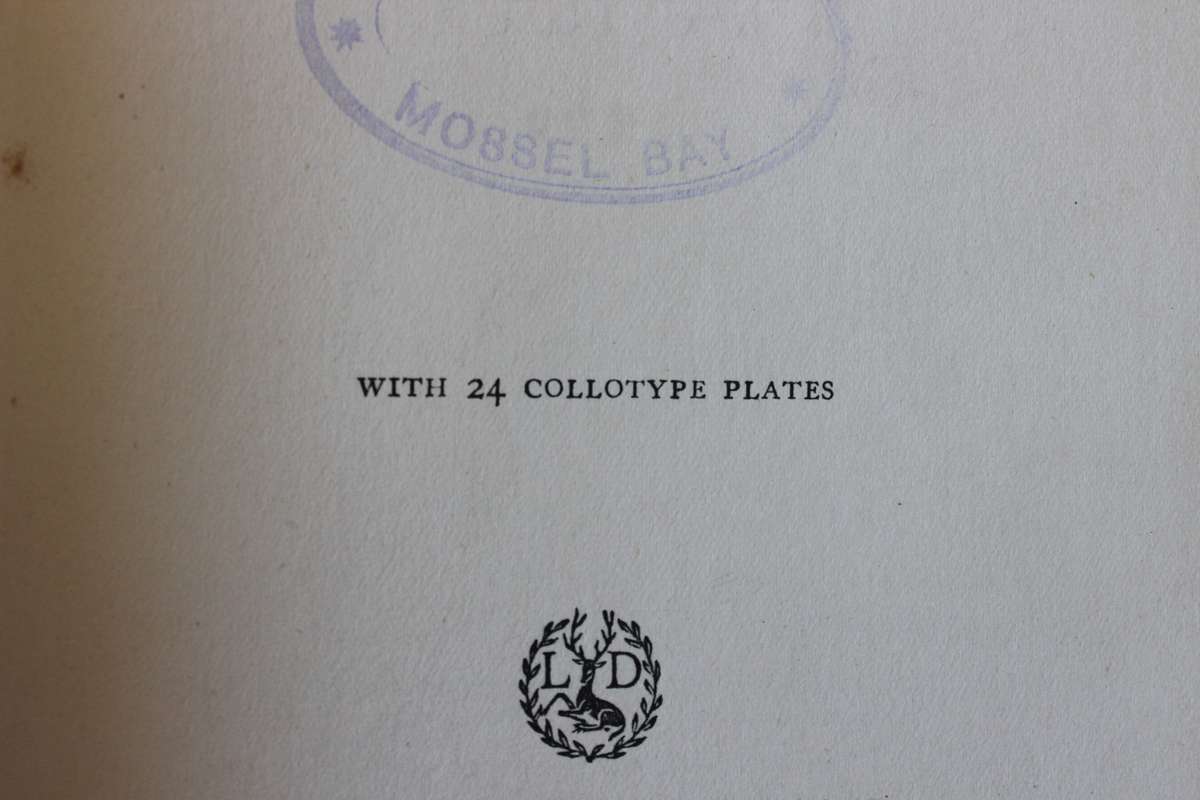 MOSSEL BAY
WITH 24 COLLOTYPE PLATES
L D